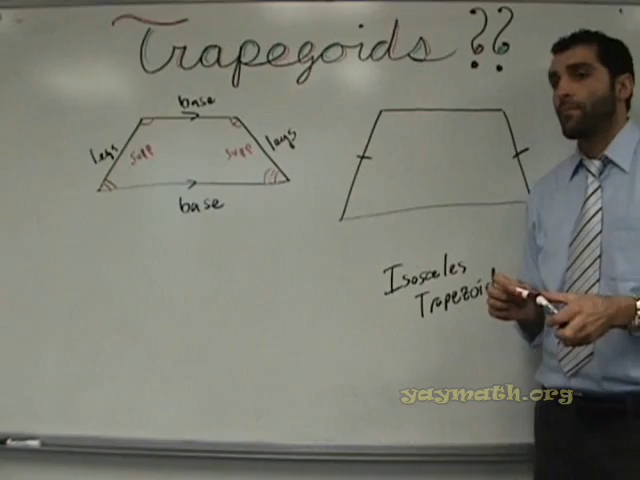 Trapezoids ??
base
legs
legs
supp
supp
base
Isosceles
Trapezoid
yaymath.org